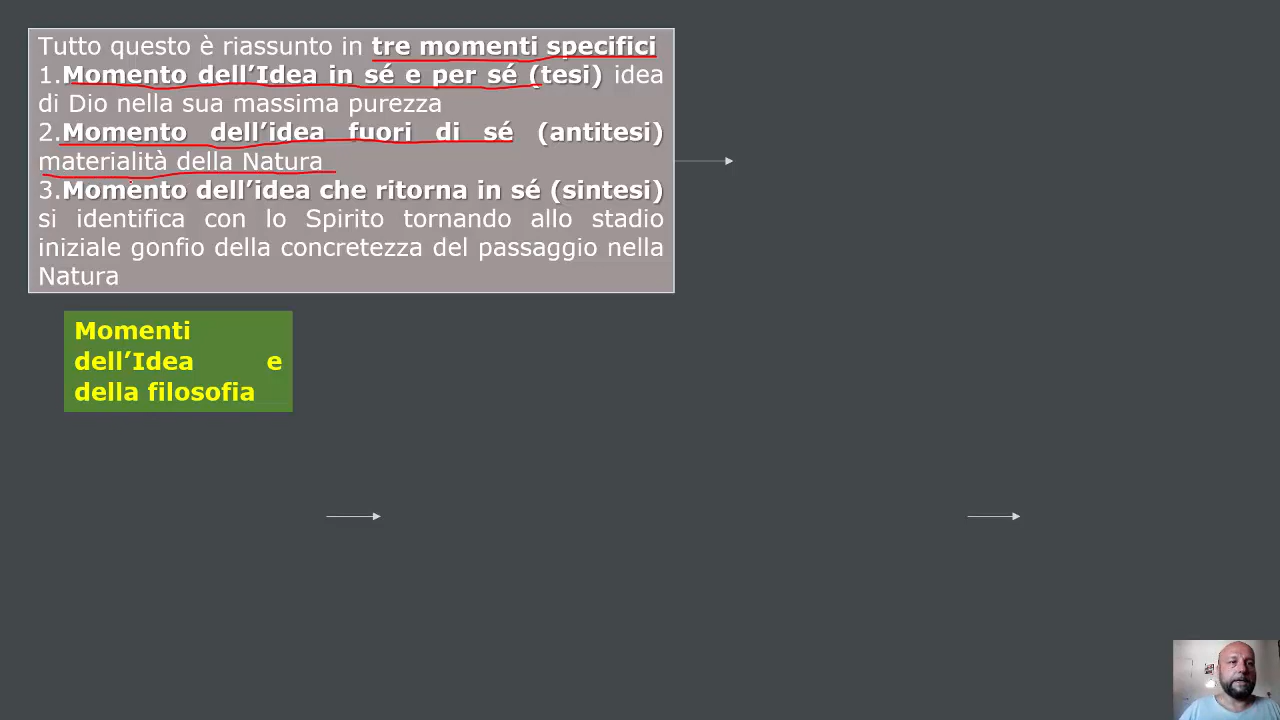 Tutto questo è riassunto in tre momenti specifici
1.Momento dell’Idea in sé e per sé (tesi) idea
di Dio nella sua massima purezza
2.Momento dell’idea fuori di sé (antitesi)
materialità della Natura
3.Momento dell’idea che ritorna in sé (sintesi)
si identifica con lo Spirito tornando allo stadio
iniziale gonfio della concretezza del passaggio nella
Natura
Momenti
dell’Idea e
della filosofia